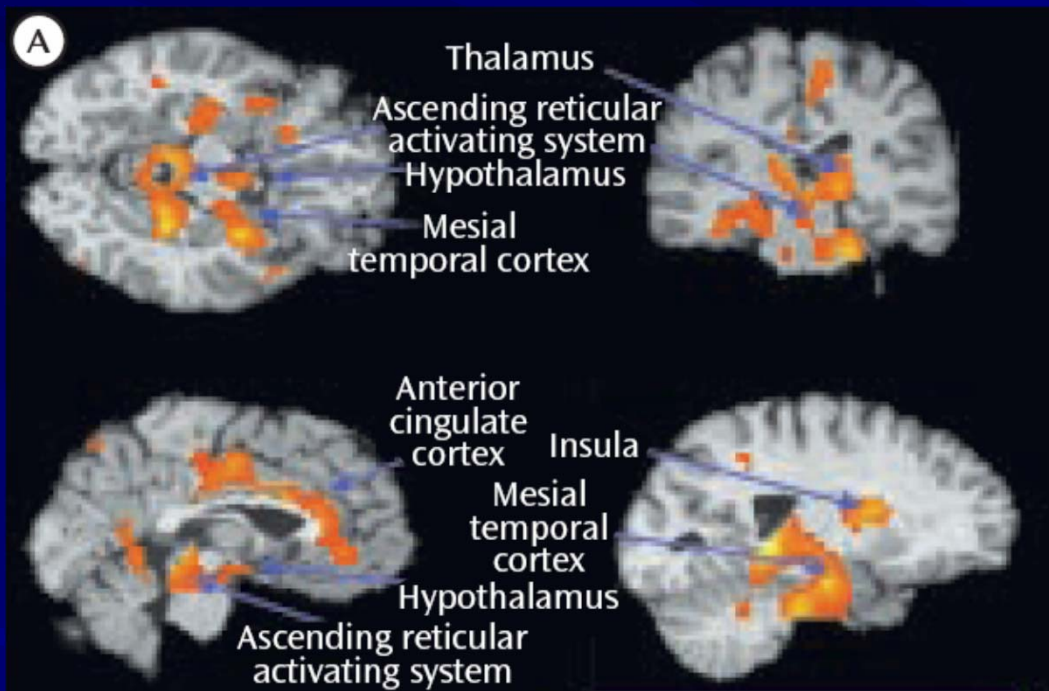 A
Thalamus
Ascending reticular
activating system
Hypothalamus
Mesial
temporal cortex
Anterior
cingulate
cortex
Insula
Mesial
temporal
cortex
Hypothalamus
Ascending reticular
activating system